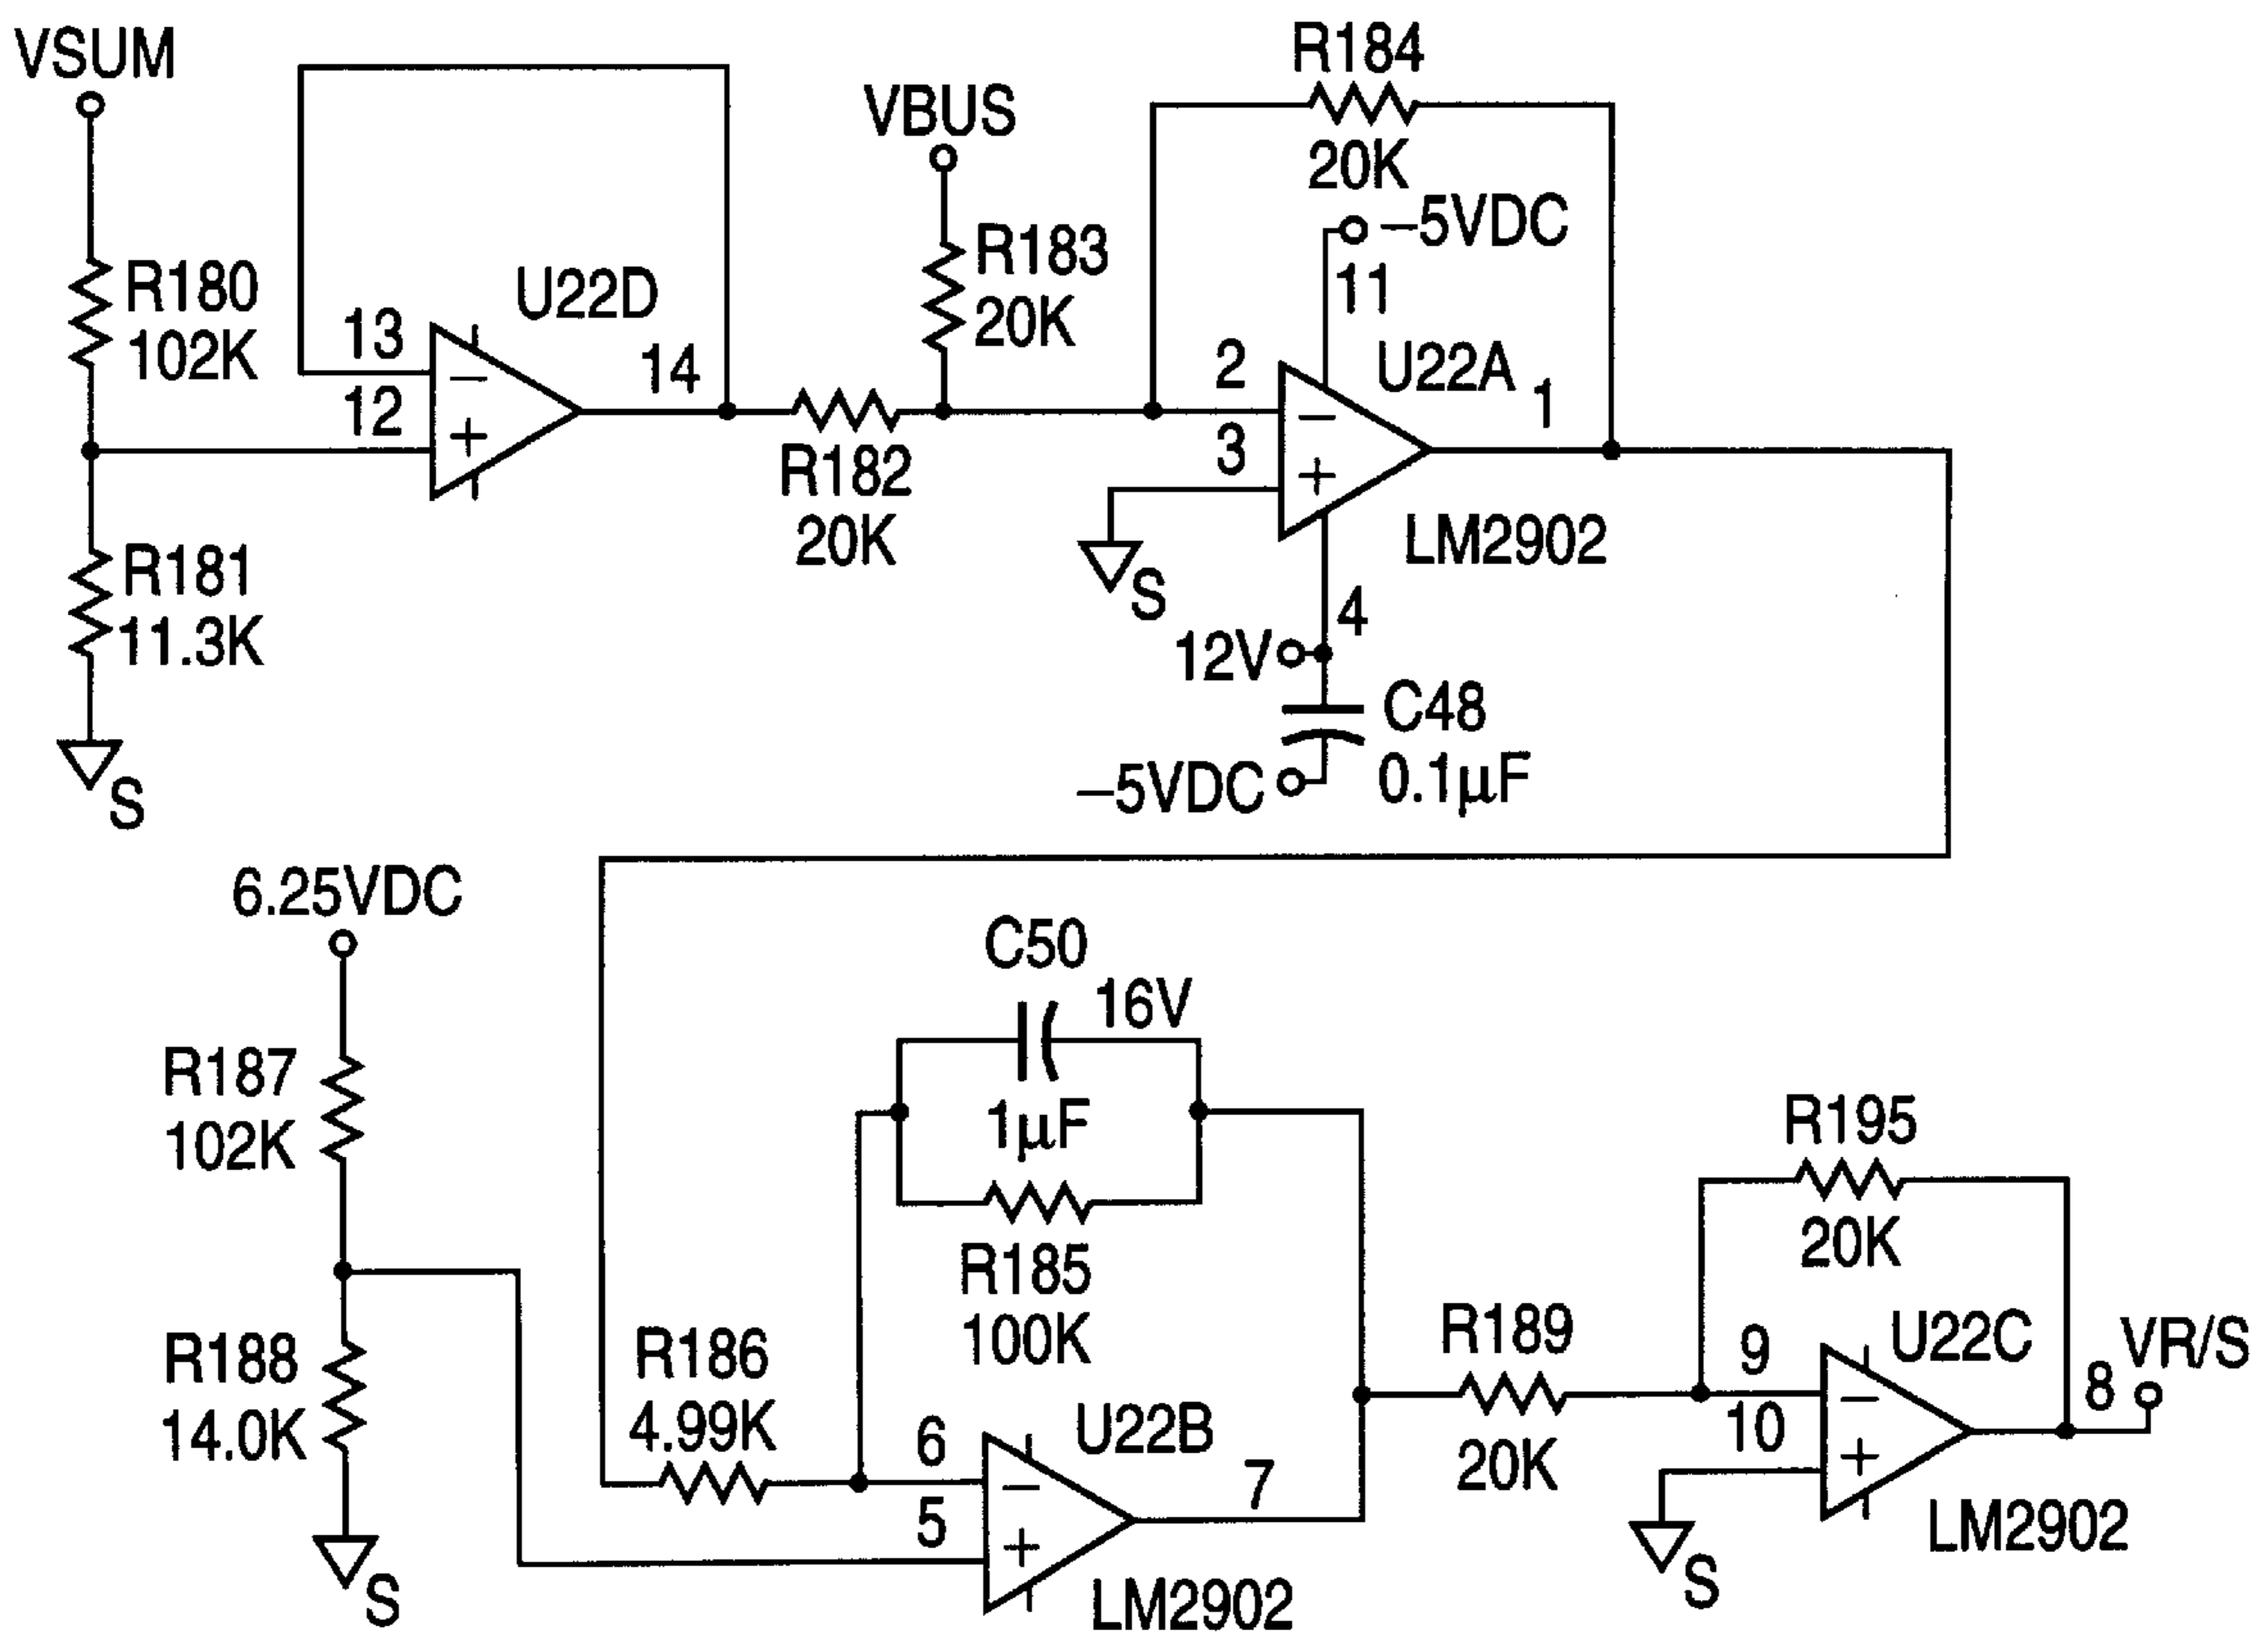 VSUM
R180
102K
R181
11.3K
S
13
12
−
+
U22D
14
R182
20K
VBUS
R183
20K
R184
20K
−5VDC
11
2
3
−
+
U22A
1
LM2902
S
4
12V
C48
0.1μF
−5VDC
6.25VDC
R187
102K
R188
14.0K
S
C50
16V
1μF
R185
100K
R186
4.99K
6
5
−
+
U22B
7
LM2902
R189
20K
R195
20K
9
10
−
+
U22C
8
VR/S
LM2902
S